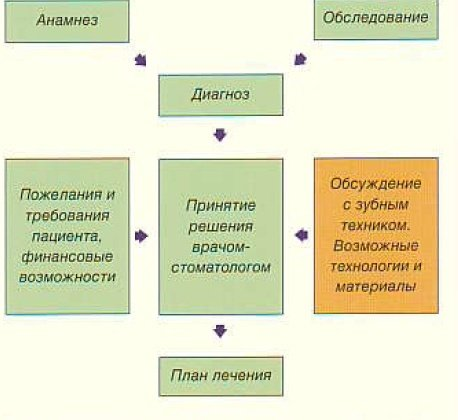 Анамнез
Обследование
Диагноз
Пожелания и
требования
пациента,
финансовые
возможности
Принятие
решения
врачом-
стоматологом
Обсуждение
с зубным
техником.
Возможные
технологии и
материалы
План лечения